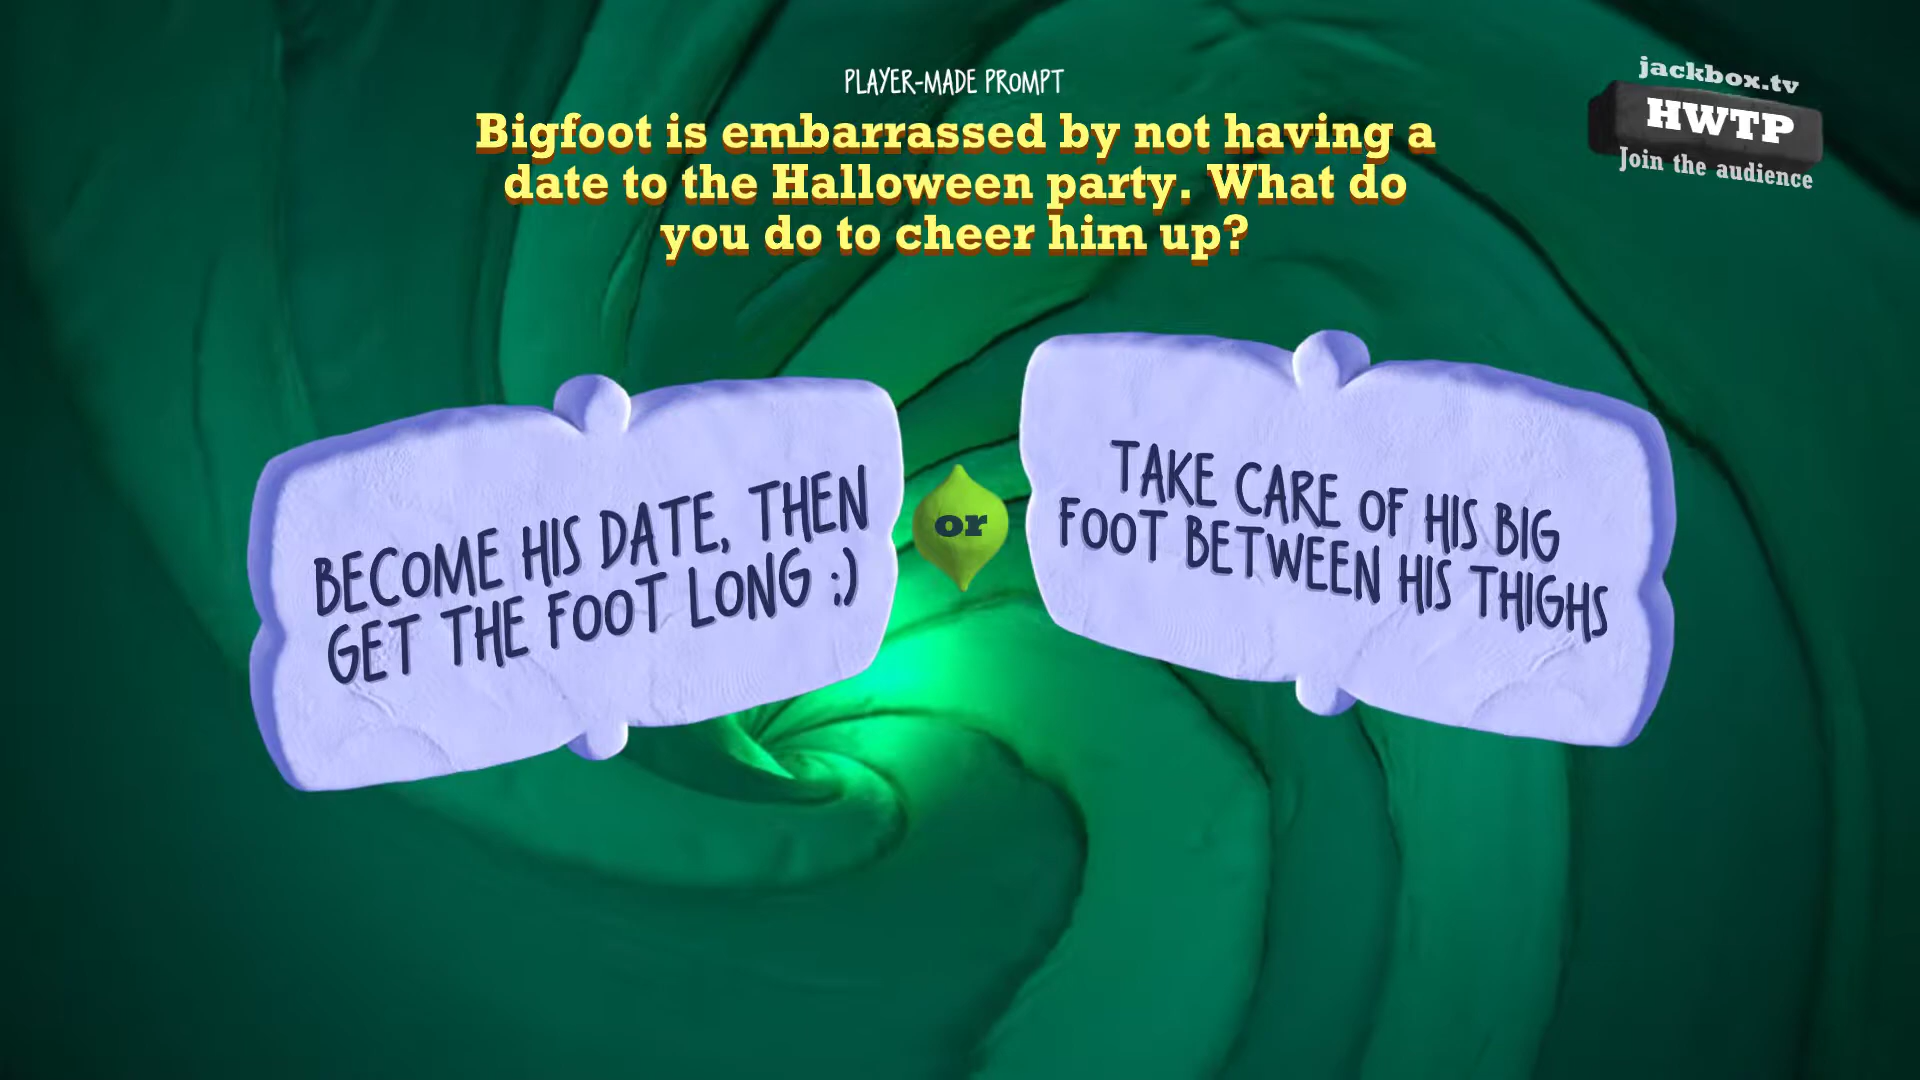 PLAYER-MADE PROMPT
Bigfoot is embarrassed by not having a
date to the Halloween party. What do
you do to cheer him up?
jackbox.tv
HWTP
Join the audience
BECOME HIS DATE, THEN
GET THE FOOT LONG ;)
or
TAKE CARE OF HIS BIG
FOOT BETWEEN HIS THIGHS